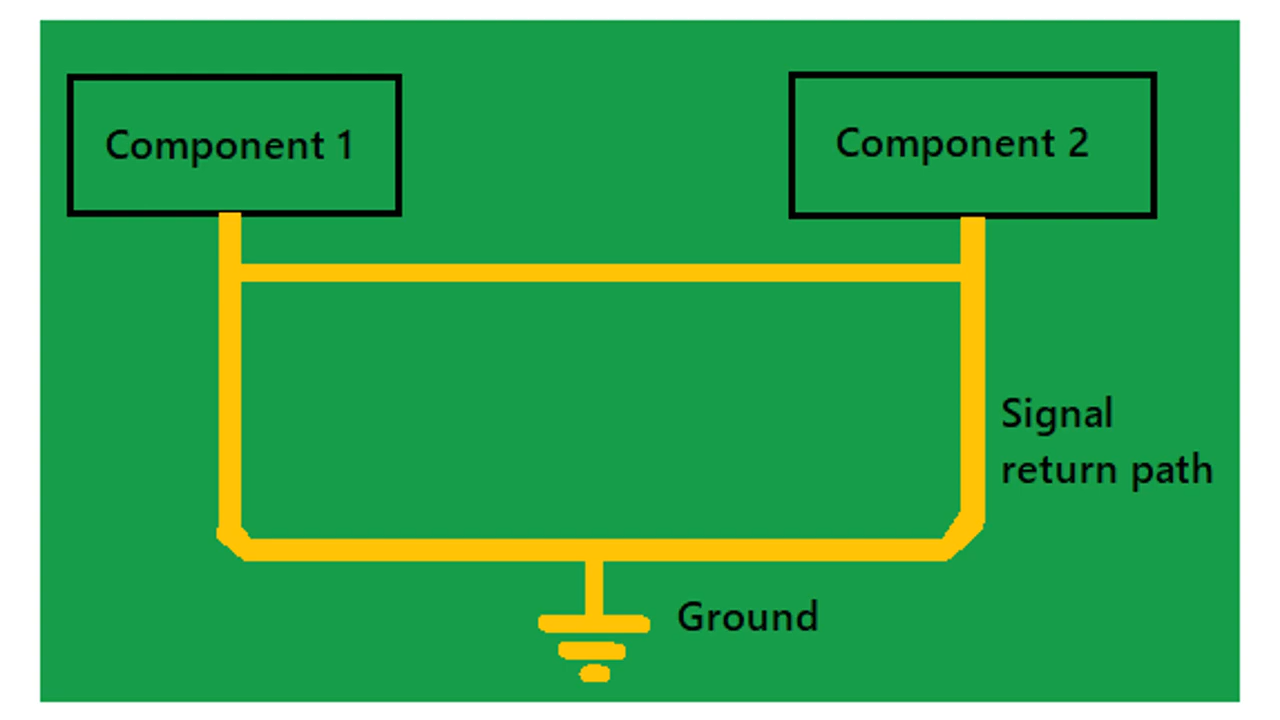 Component 1
Component 2
Signal
return path
Ground